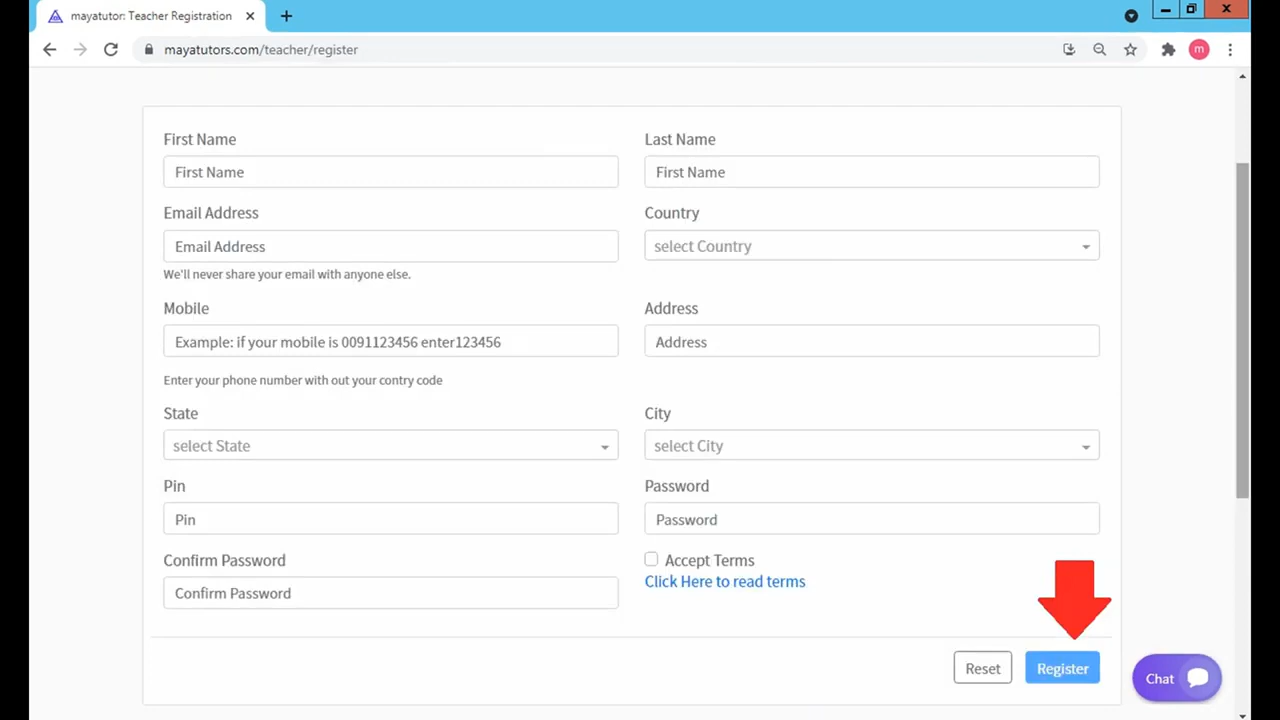 mayatutor: Teacher Registration
mayatutors.com/teacher/register
m
First Name
Last Name
First Name
First Name
Email Address
Country
Email Address
select Country
We'll never share your email with anyone else.
Mobile
Address
Example: if your mobile is 0091123456 enter123456
Address
Enter your phone number with out your contry code
State
City
select State
select City
Pin
Password
Pin
Password
Confirm Password
Accept Terms
Click Here to read terms
Confirm Password
Reset
Register
Chat